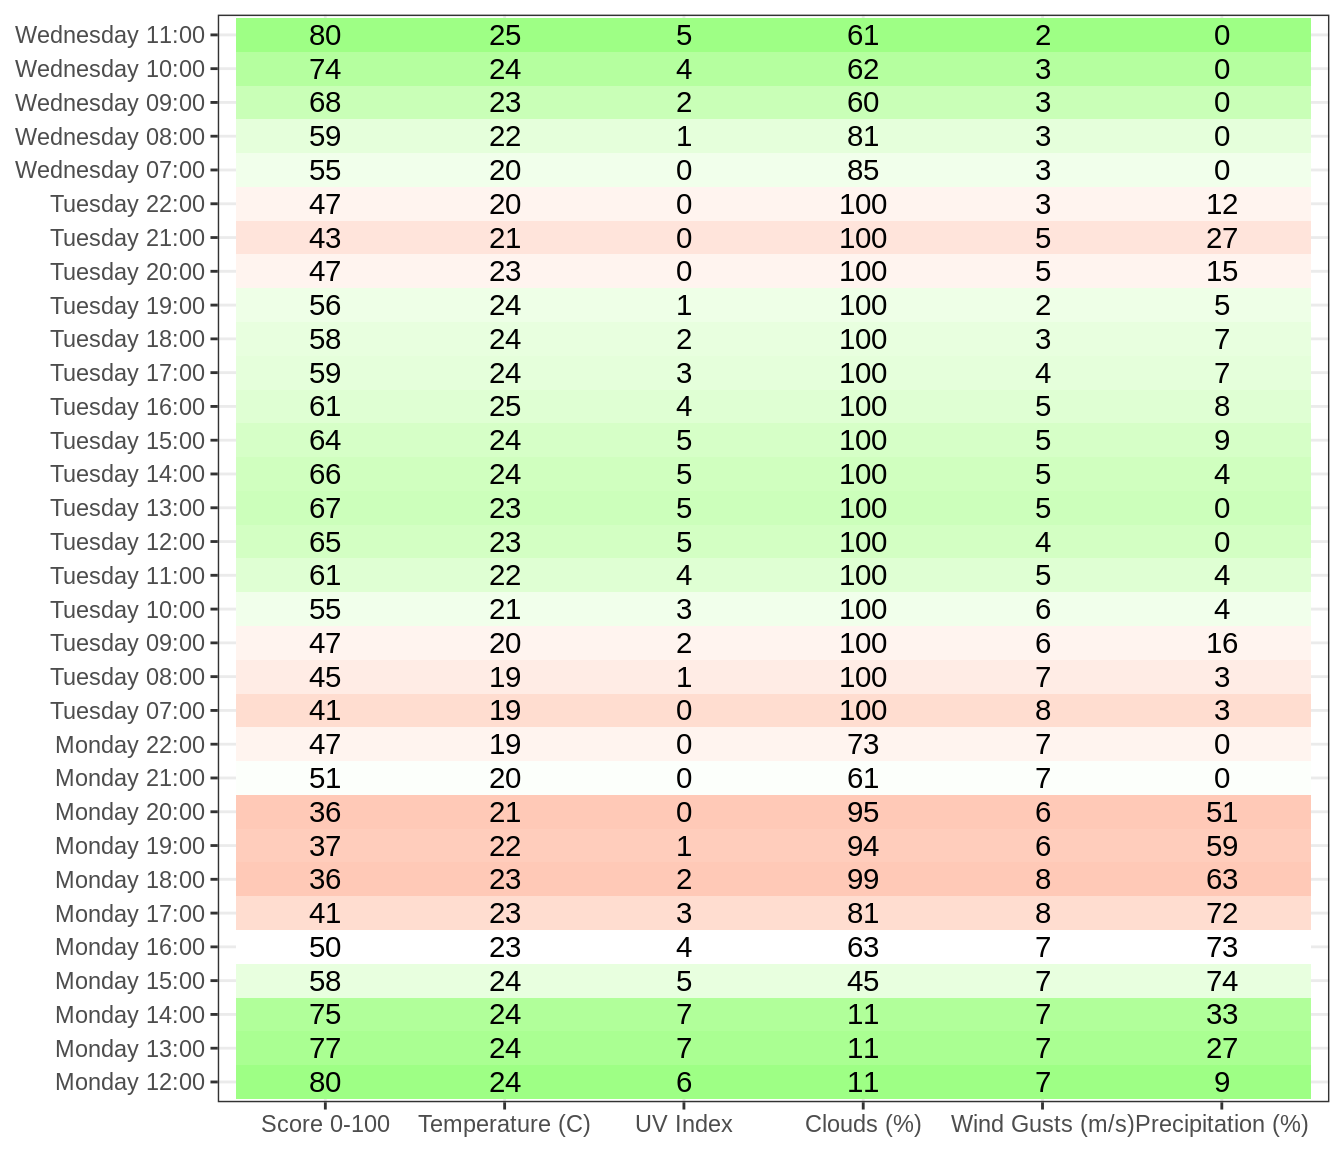 Wednesday 11:00 80 25 5 61 2 0
Wednesday 10:00 74 24 4 62 3 0
Wednesday 09:00 68 23 2 60 3 0
Wednesday 08:00 59 22 1 81 3 0
Wednesday 07:00 55 20 0 85 3 0
Tuesday 22:00 47 20 0 100 3 12
Tuesday 21:00 43 21 0 100 5 27
Tuesday 20:00 47 23 0 100 5 15
Tuesday 19:00 56 24 1 100 2 5
Tuesday 18:00 58 24 2 100 3 7
Tuesday 17:00 59 24 3 100 4 7
Tuesday 16:00 61 25 4 100 5 8
Tuesday 15:00 64 24 5 100 5 9
Tuesday 14:00 66 24 5 100 5 4
Tuesday 13:00 67 23 5 100 5 0
Tuesday 12:00 65 23 5 100 4 0
Tuesday 11:00 61 22 4 100 5 4
Tuesday 10:00 55 21 3 100 6 4
Tuesday 09:00 47 20 2 100 6 16
Tuesday 08:00 45 19 1 100 7 3
Tuesday 07:00 41 19 0 100 8 3
Monday 22:00 47 19 0 73 7 0
Monday 21:00 51 20 0 61 7 0
Monday 20:00 36 21 0 95 6 51
Monday 19:00 37 22 1 94 6 59
Monday 18:00 36 23 2 99 8 63
Monday 17:00 41 23 3 81 8 72
Monday 16:00 50 23 4 63 7 73
Monday 15:00 58 24 5 45 7 74
Monday 14:00 75 24 7 11 7 33
Monday 13:00 77 24 7 11 7 27
Monday 12:00 80 24 6 11 7 9
Score 0-100 Temperature (C) UV Index Clouds (%) Wind Gusts (m/s) Precipitation (%)